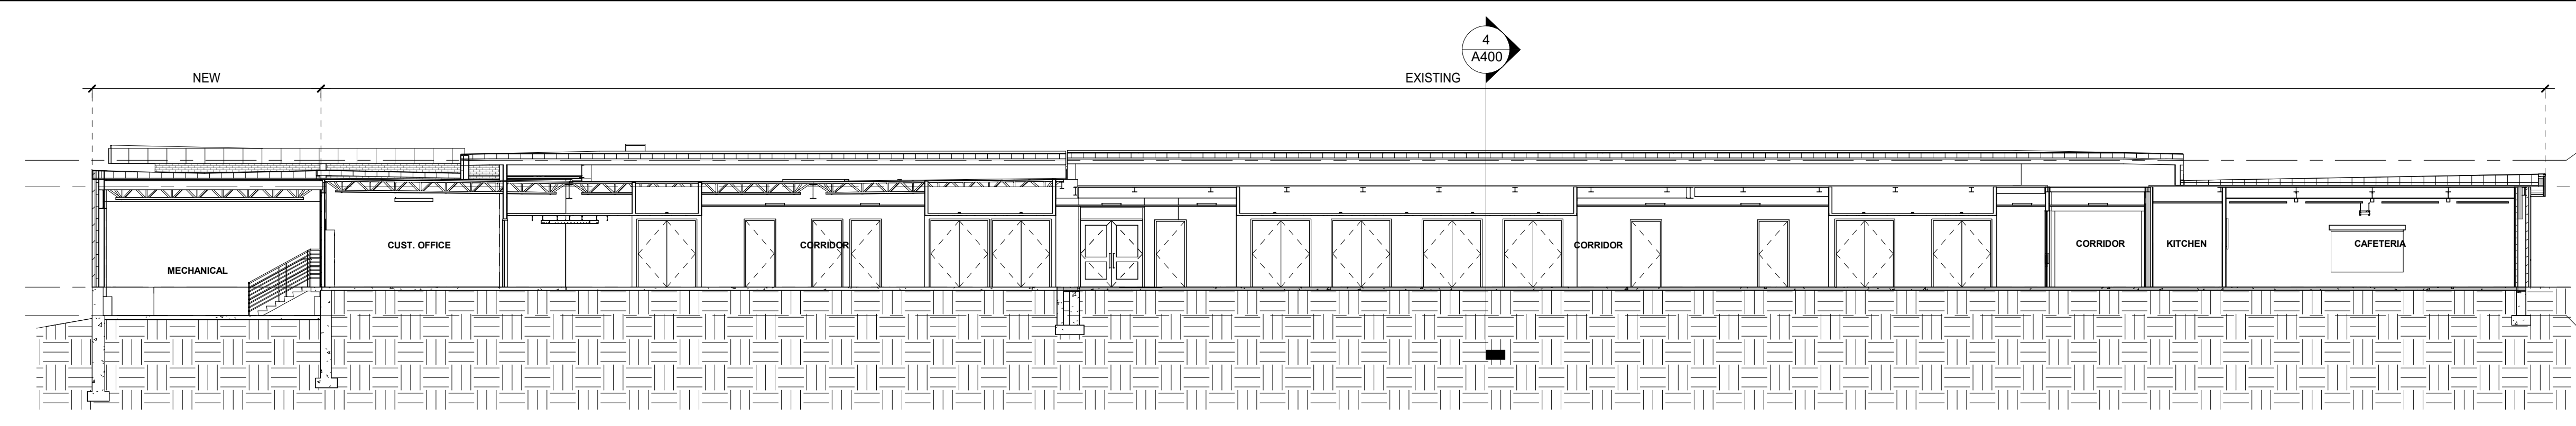 4
A400
NEW
EXISTING
MECHANICAL
CUST. OFFICE
CORRIDOR
CORRIDOR
CORRIDOR
KITCHEN
CAFETERIA